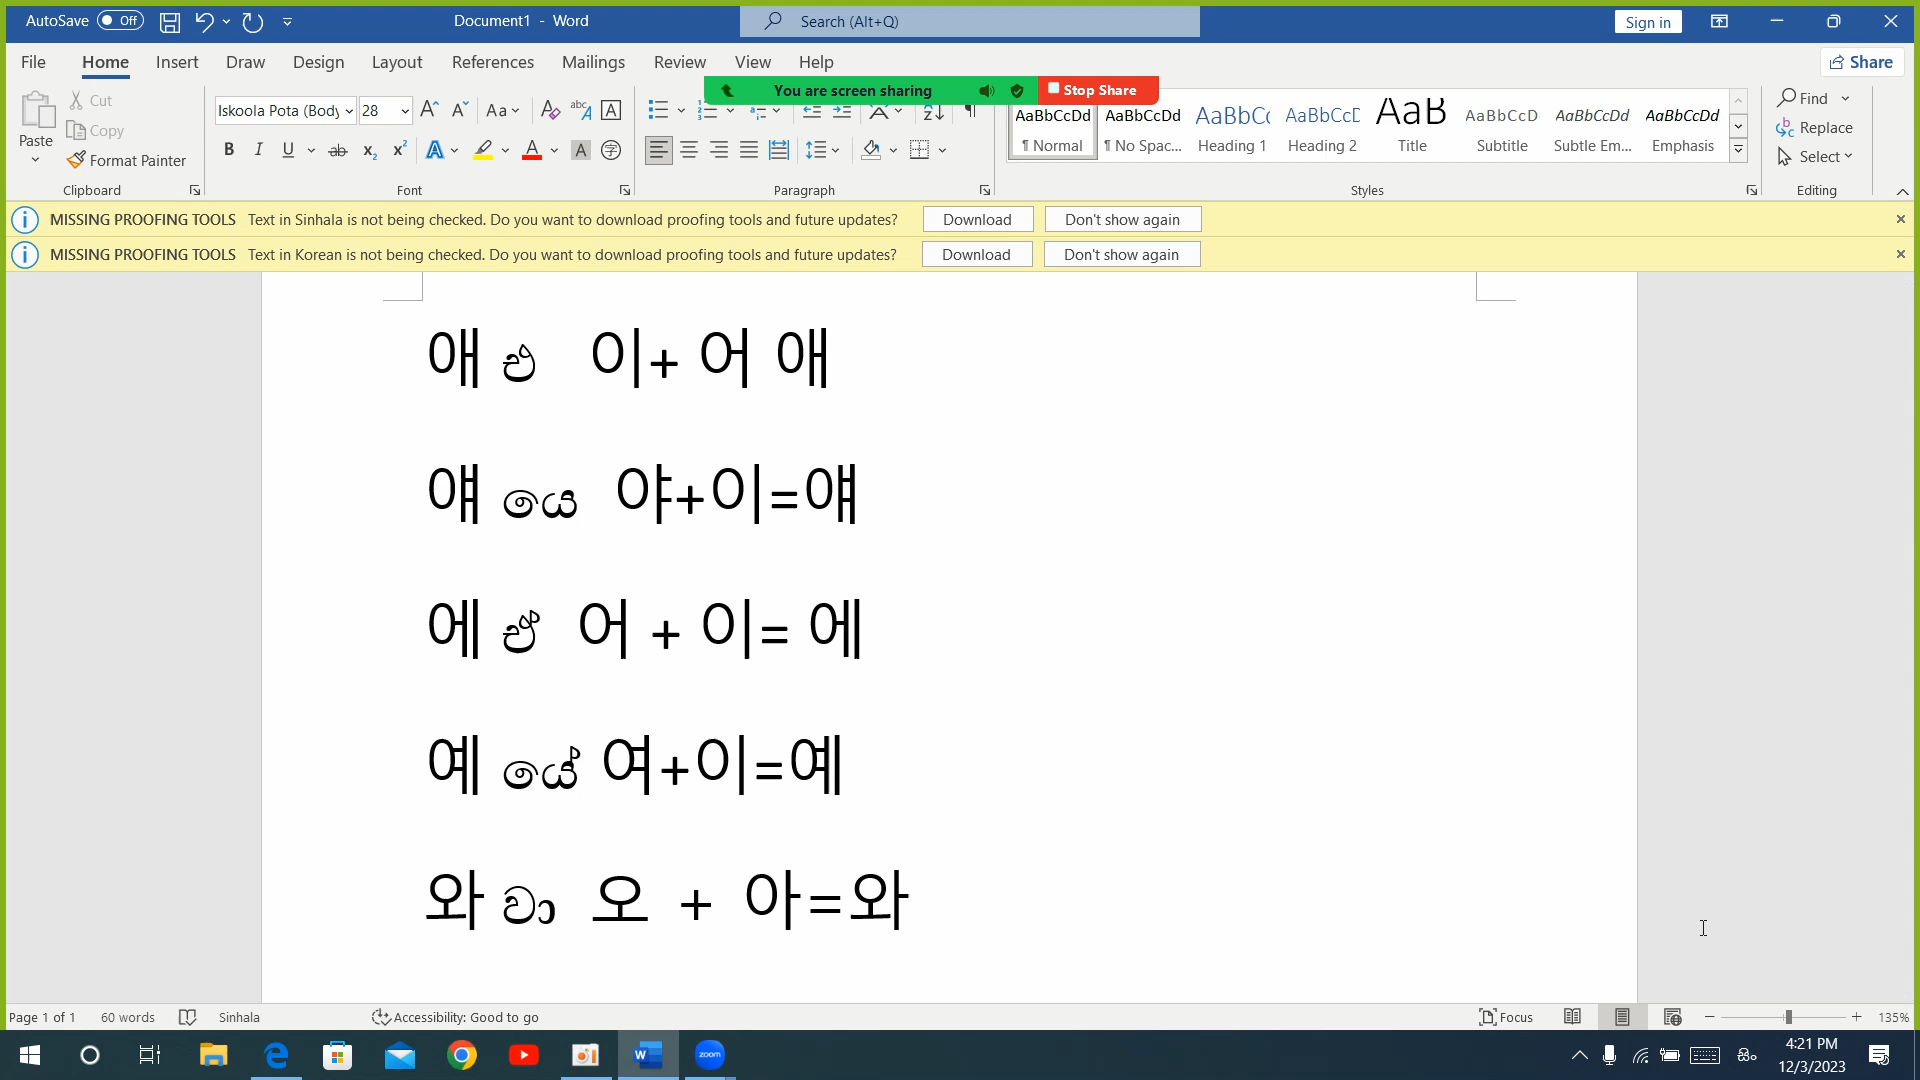 AutoSave Off Document1 - Word Search (Alt+Q) Sign in
File Home Insert Draw Design Layout References Mailings Review View Help Share
You are screen sharing Stop Share
Paste Cut Copy Format Painter Clipboard
Iskoola Pota (Body 28 Aa Font
Paragraph
AaBbCcDd ¶ Normal AaBbCcDd ¶ No Spac... AaBbC Heading 1 AaBbCcE Heading 2 AaB Title AaBbCcD Subtitle AaBbCcDd Subtle Em... AaBbCcDd Emphasis Styles
Find Replace Select Editing
MISSING PROOFING TOOLS Text in Sinhala is not being checked. Do you want to download proofing tools and future updates? Download Don't show again
MISSING PROOFING TOOLS Text in Korean is not being checked. Do you want to download proofing tools and future updates? Download Don't show again
애 එ 이+ 어 애
얘 යෙ 야+이=얘
에 ඒ 어 + 이= 에
예 යේ 여+이=예
와 වා 오 + 아=와
Page 1 of 1 60 words Sinhala Accessibility: Good to go Focus 135%
zoom
4:21 PM
12/3/2023